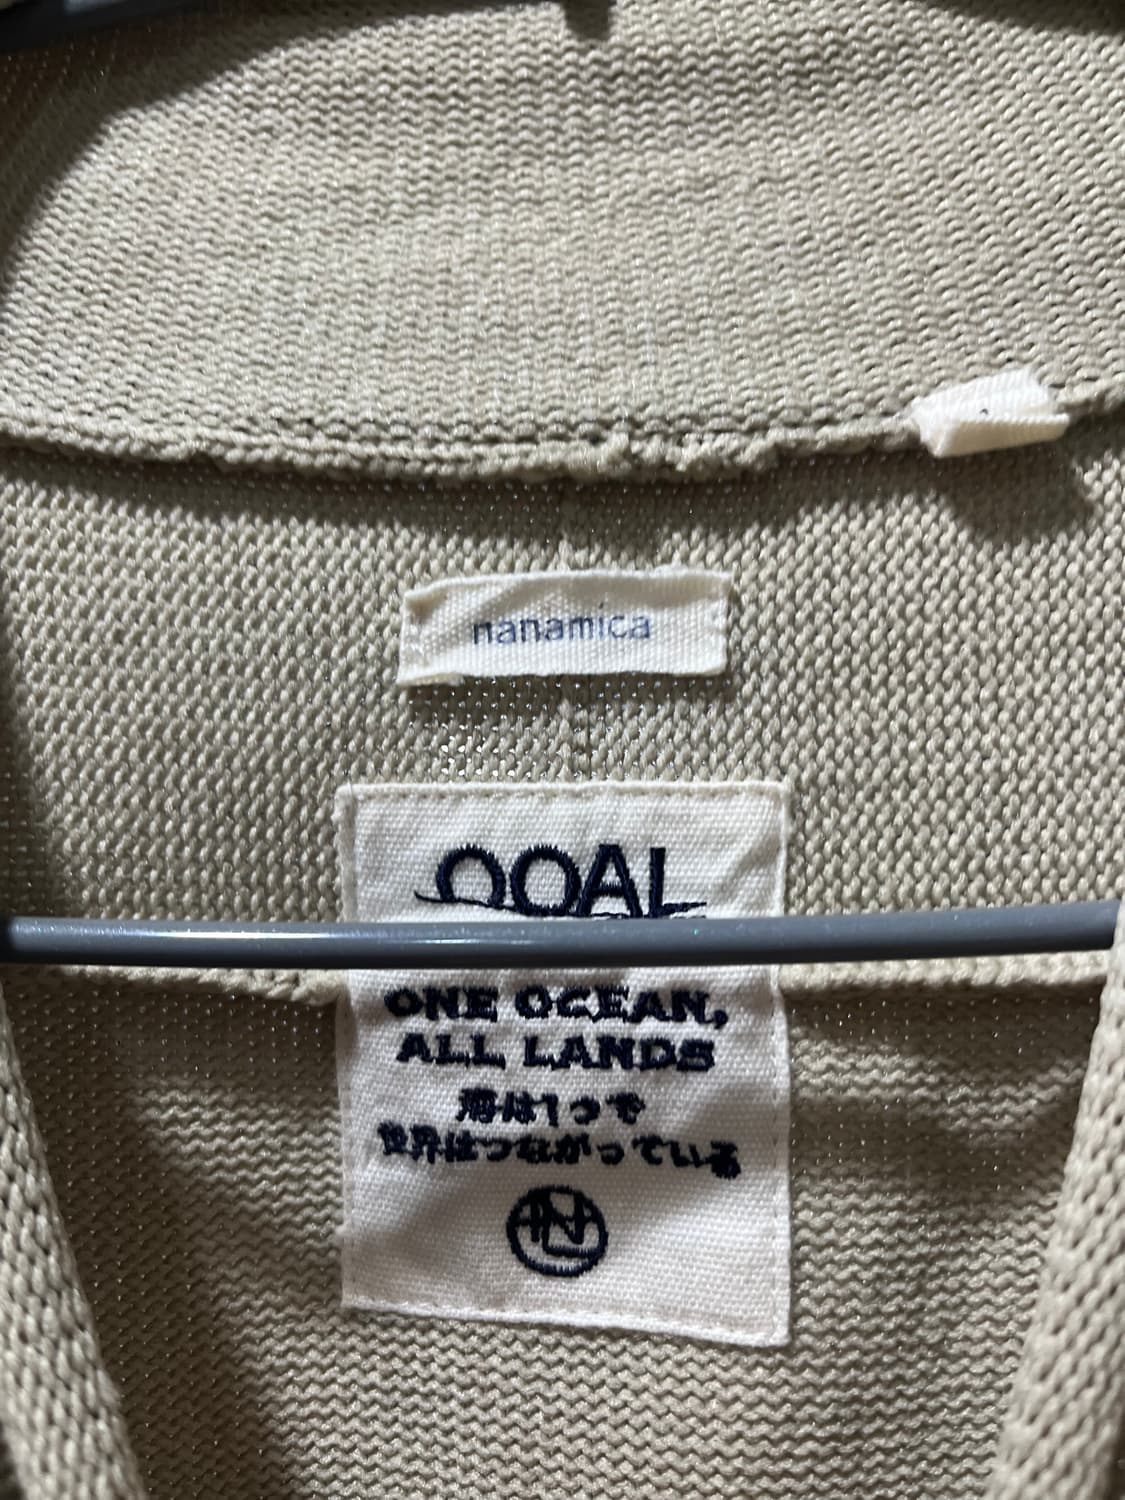 nanamica
OOAL
ONE OCEAN,
ALL LANDS
海は1つで
世界はつながっている